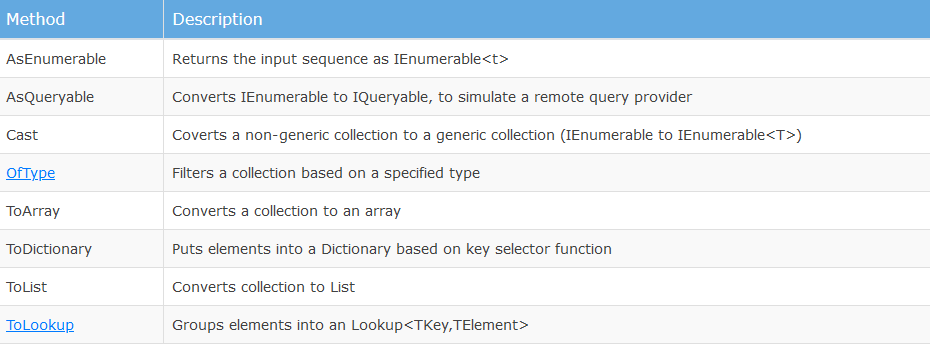 Method Description
AsEnumerable Returns the input sequence as IEnumerable<t>
AsQueryable Converts IEnumerable to IQueryable, to simulate a remote query provider
Cast Coverts a non-generic collection to a generic collection (IEnumerable to IEnumerable<T>)
OfType Filters a collection based on a specified type
ToArray Converts a collection to an array
ToDictionary Puts elements into a Dictionary based on key selector function
ToList Converts collection to List
ToLookup Groups elements into an Lookup<TKey,TElement>